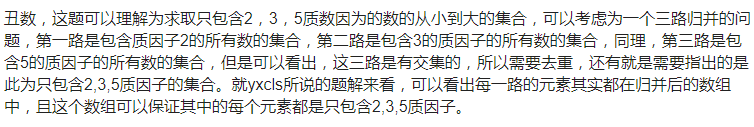 丑数，这题可以理解为求取只包含2，3，5质数因为的数的从小到大的集合，可以考虑为一个三路归并的问
题，第一路是包含质因子2的所有数的集合，第二路是包含3的质因子的所有数的集合，同理，第三路是包
含5的质因子的所有数的集合，但是可以看出，这三路是有交集的，所以需要去重，还有就是需要指出的是
此为只包含2,3,5质因子的集合。就yxcls所说的题解来看，可以看出每一路的元素其实都在归并后的数组
中，且这个数组可以保证其中的每个元素都是只包含2,3,5质因子。